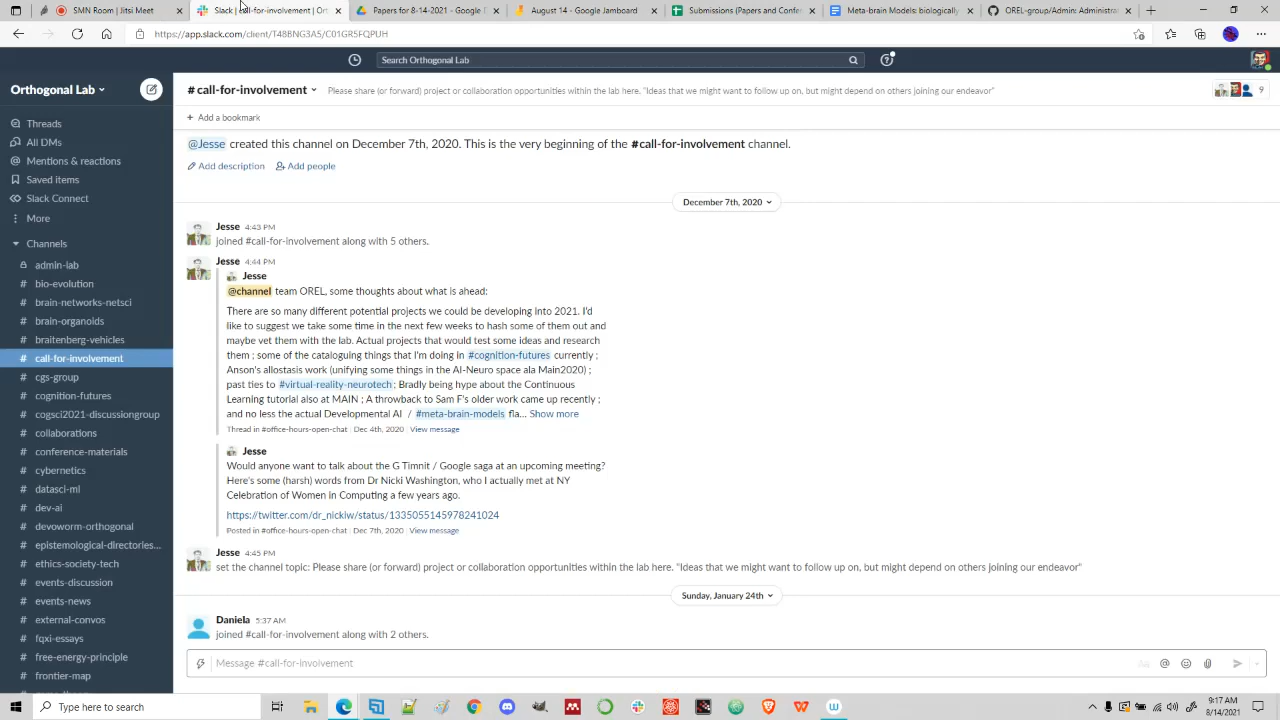 SMN Room | Jitsi Meet
Slack | call-for-involvement | Ort
Papers for 8-14-2021 - Google D
August 14 - Google Jamboard
Submissions (Papers and Confere
Meta-brain Models: biologically
OREL-group/Admin: Administrat
https://app.slack.com/client/T48BNG3A5/C01GR5FQPUH
Search Orthogonal Lab
Orthogonal Lab
# call-for-involvement
Please share (or forward) project or collaboration opportunities within the lab here. "Ideas that we might want to follow up on, but might depend on others joining our endeavor"
9
+ Add a bookmark
Threads
All DMs
Mentions & reactions
Saved items
Slack Connect
More
Channels
admin-lab
# bio-evolution
# brain-networks-netsci
# brain-organoids
# braitenberg-vehicles
# call-for-involvement
# cgs-group
# cognition-futures
# cogsci2021-discussiongroup
# collaborations
# conference-materials
# cybernetics
# datasci-ml
# dev-ai
# devoworm-orthogonal
# epistemological-directories...
# ethics-society-tech
# events-discussion
# events-news
# external-convos
# fqxi-essays
# free-energy-principle
# frontier-map
@Jesse created this channel on December 7th, 2020. This is the very beginning of the #call-for-involvement channel.
Add description Add people
December 7th, 2020
Jesse 4:43 PM
joined #call-for-involvement along with 5 others.
Jesse 4:44 PM
Jesse
@channel team OREL, some thoughts about what is ahead:
There are so many different potential projects we could be developing into 2021. I'd
like to suggest we take some time in the next few weeks to hash some of them out and
maybe vet them with the lab. Actual projects that would test some ideas and research
them ; some of the cataloguing things that I'm doing in #cognition-futures currently ;
Anson's allostasis work (unifying some things in the AI-Neuro space ala Main2020) ;
past ties to #virtual-reality-neurotech ; Bradly being hype about the Continuous
Learning tutorial also at MAIN ; A throwback to Sam F's older work came up recently ;
and no less the actual Developmental AI / #meta-brain-models fla... Show more
Thread in #office-hours-open-chat | Dec 4th, 2020 | View message
Jesse
Would anyone want to talk about the G Timnit / Google saga at an upcoming meeting?
Here's some (harsh) words from Dr Nicki Washington, who I actually met at NY
Celebration of Women in Computing a few years ago.
https://twitter.com/dr_nickiw/status/1335055145978241024
Posted in #office-hours-open-chat | Dec 7th, 2020 | View message
Jesse 4:45 PM
set the channel topic: Please share (or forward) project or collaboration opportunities within the lab here. "Ideas that we might want to follow up on, but might depend on others joining our endeavor"
Sunday, January 24th
Daniela 5:37 AM
joined #call-for-involvement along with 2 others.
Message #call-for-involvement
Type here to search
9:17 AM
8/14/2021